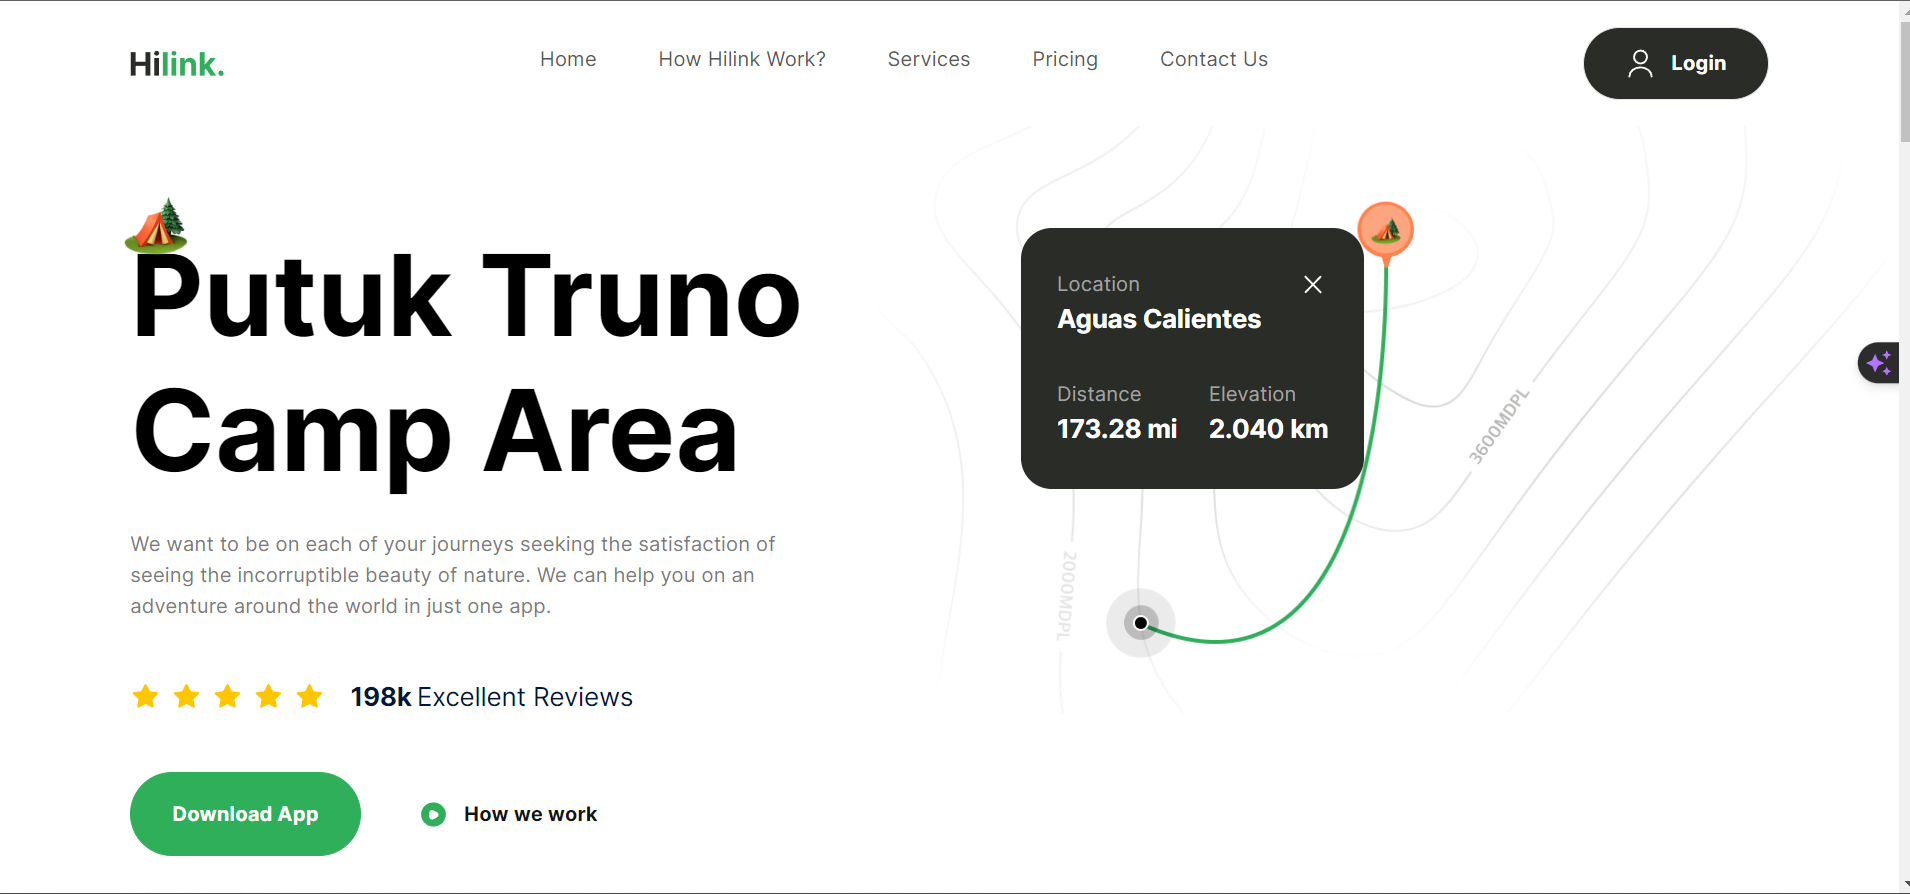 Hilink.
Home How Hilink Work? Services Pricing Contact Us
Login
Putuk Truno
Camp Area
We want to be on each of your journeys seeking the satisfaction of
seeing the incorruptible beauty of nature. We can help you on an
adventure around the world in just one app.
198k Excellent Reviews
Download App
How we work
Location
Aguas Calientes
Distance Elevation
173.28 mi 2.040 km
3600MDPL
2000MDPL